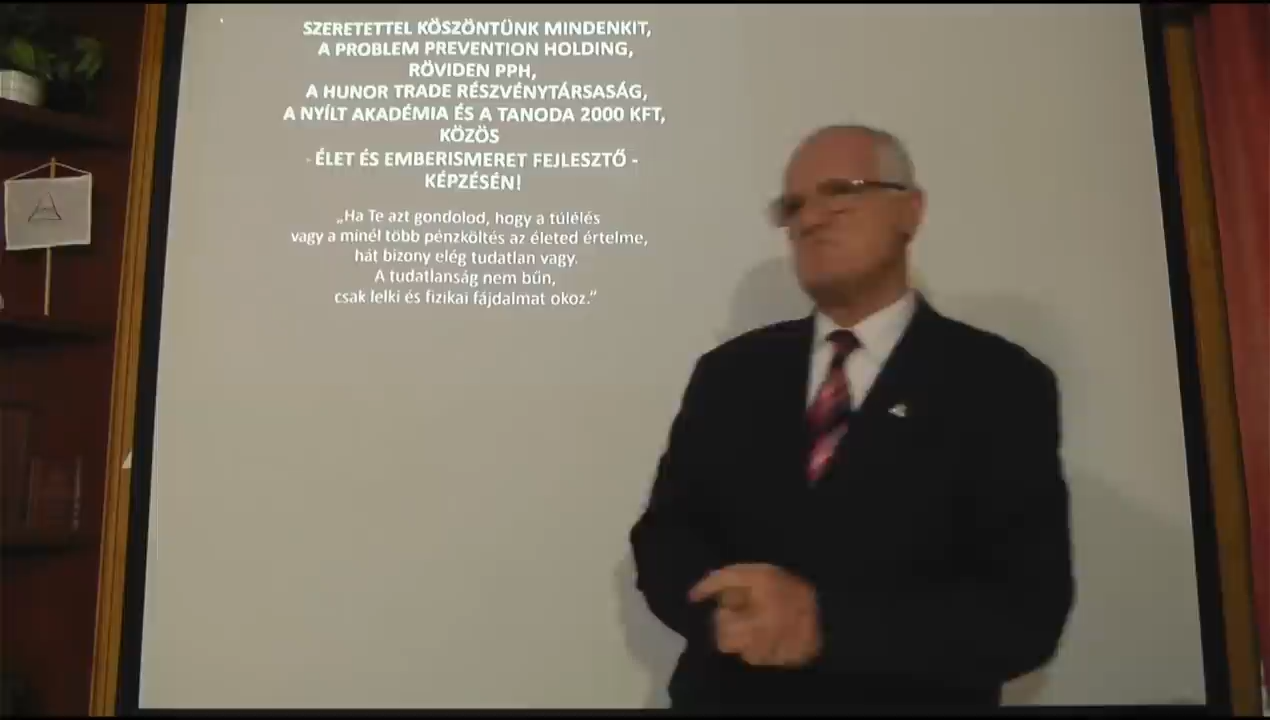 SZERETETTEL KÖSZÖNTÜNK MINDENKIT,
A PROBLEM PREVENTION HOLDING,
RÖVIDEN PPH,
A HUNOR TRADE RÉSZVÉNYTÁRSASÁG,
A NYÍLT AKADÉMIA ÉS A TANODA 2000 KFT,
KÖZÖS
- ÉLET ÉS EMBERISMERET FEJLESZTŐ -
KÉPZÉSÉN!
„Ha Te azt gondolod, hogy a túlélés
vagy a minél több pénzköltés az életed értelme,
hát bizony elég tudatlan vagy.
A tudatlanság nem bűn,
csak lelki és fizikai fájdalmat okoz.”